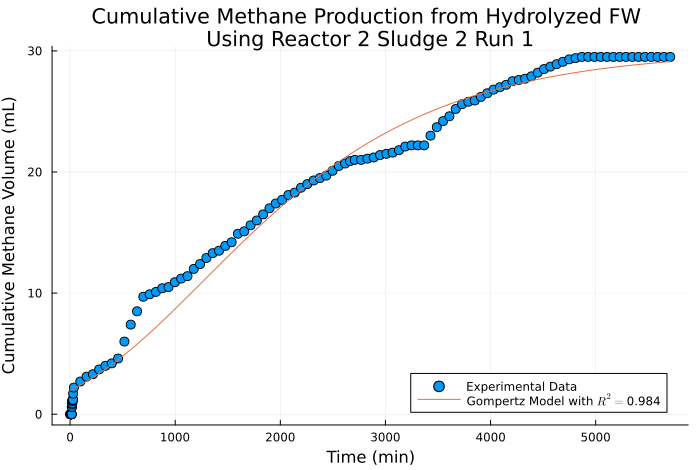 Cumulative Methane Production from Hydrolyzed FW
Using Reactor 2 Sludge 2 Run 1
Cumulative Methane Volume (mL)
30
20
10
0
Experimental Data
Gompertz Model with R² = 0.984
0 1000 2000 3000 4000 5000
Time (min)